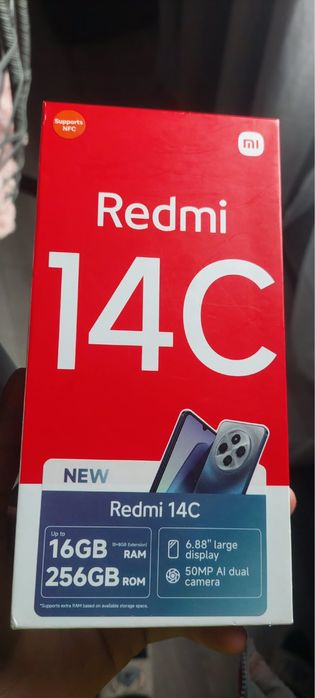 Supports
NFC
mi
Redmi
14C
NEW
Redmi 14C
Up to
16GB (8+8GB Extension) RAM
256GB ROM
6.88" large
display
50MP AI dual
camera
*Supports extra RAM based on available storage space.